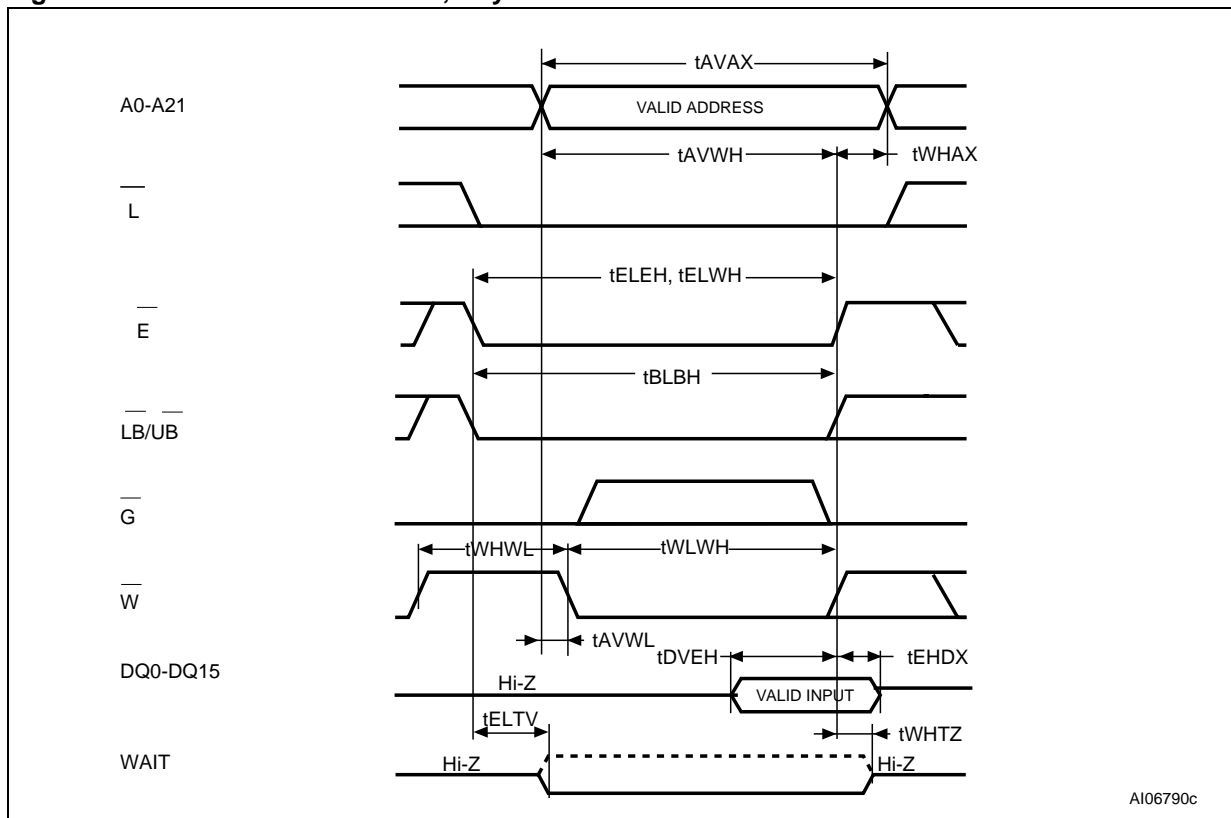 tAVAX
A0-A21
VALID ADDRESS
tAVWH
tWHAX
L
tELEH, tELWH
E
tBLBH
LB/UB
G
tWHWL
tWLWH
W
tAVWL
tDVEH
tEHDX
DQ0-DQ15
Hi-Z
VALID INPUT
tELTV
tWHTZ
WAIT
Hi-Z
Hi-Z
AI06790c